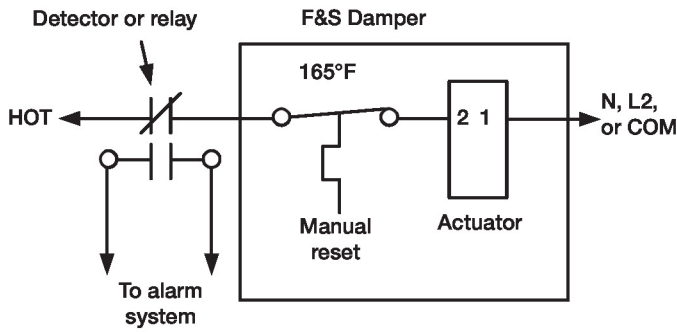 Detector or relay
F&S Damper
165°F
HOT
2 1
N, L2,
or COM
Manual
reset
Actuator
To alarm
system